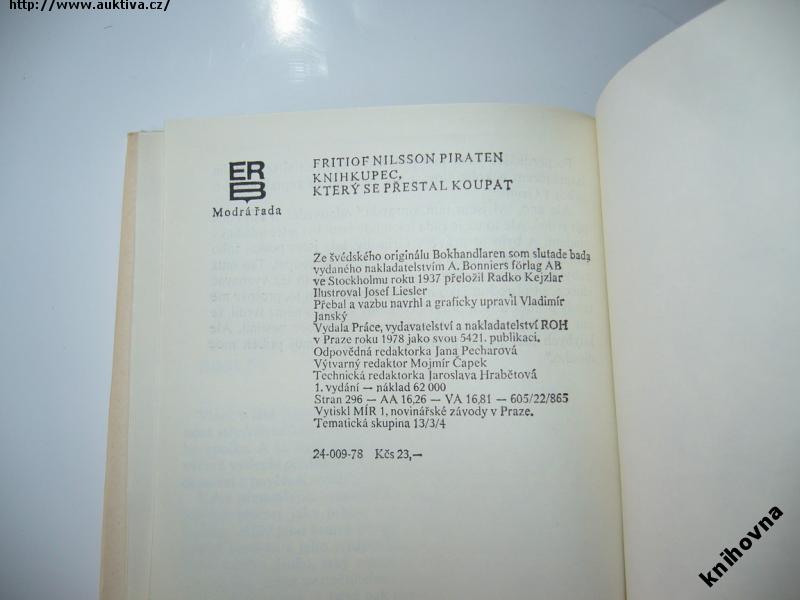 http://www.auktiva.cz/
ERB
Modrá řada
FRITIOF NILSSON PIRATEN
KNIHKUPEC,
KTERÝ SE PŘESTAL KOUPAT
Ze švédského originálu Bokhandlaren som slutade bada
vydaného nakladatelstvím A. Bonniers förlag AB
ve Stockholmu roku 1937 přeložil Radko Kejzlar
Ilustroval Josef Liesler
Přebal a vazbu navrhl a graficky upravil Vladimír
Janský
Vydala Práce, vydavatelství a nakladatelství ROH
v Praze roku 1978 jako svou 5421. publikaci.
Odpovědná redaktorka Jana Pecharová
Výtvarný redaktor Mojmír Čapek
Technická redaktorka Jaroslava Hrabětová
1. vydání — náklad 62 000
Stran 296 — AA 16,26 — VA 16,81 — 605/22/865
Vytiskl MÍR 1, novinářské závody v Praze.
Tematická skupina 13/3/4
24-009-78 Kčs 23,—
knihovna